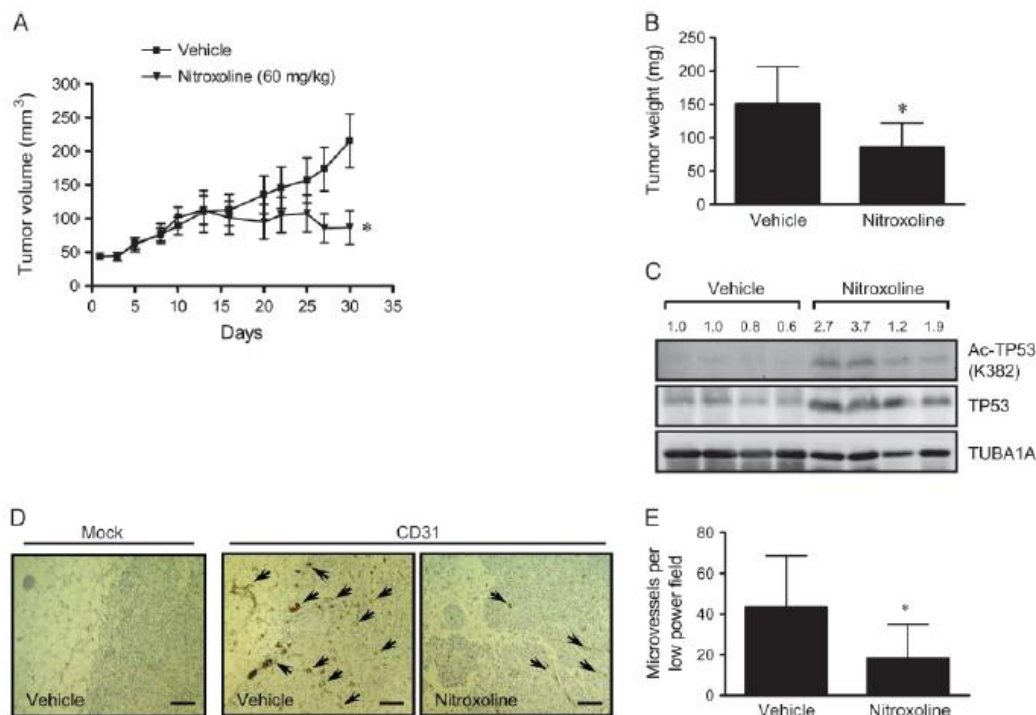 A
Vehicle
Nitroxoline (60 mg/kg)
Tumor volume (mm³)
300
250
200
150
100
50
0
0 5 10 15 20 25 30 35
Days
B
Tumor weight (mg)
250
200
150
100
50
0
Vehicle Nitroxoline
*
*
C
Vehicle Nitroxoline
1.0 1.0 0.8 0.6 2.7 3.7 1.2 1.9
Ac-TP53
(K382)
TP53
TUBA1A
D
Mock CD31
Vehicle Vehicle Nitroxoline
E
Microvessels per
low power field
80
60
40
20
0
*
Vehicle Nitroxoline